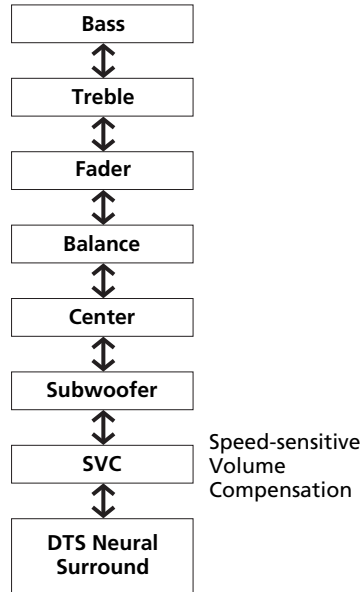 Bass
Treble
Fader
Balance
Center
Subwoofer
SVC
Speed-sensitive
Volume
Compensation
DTS Neural
Surround